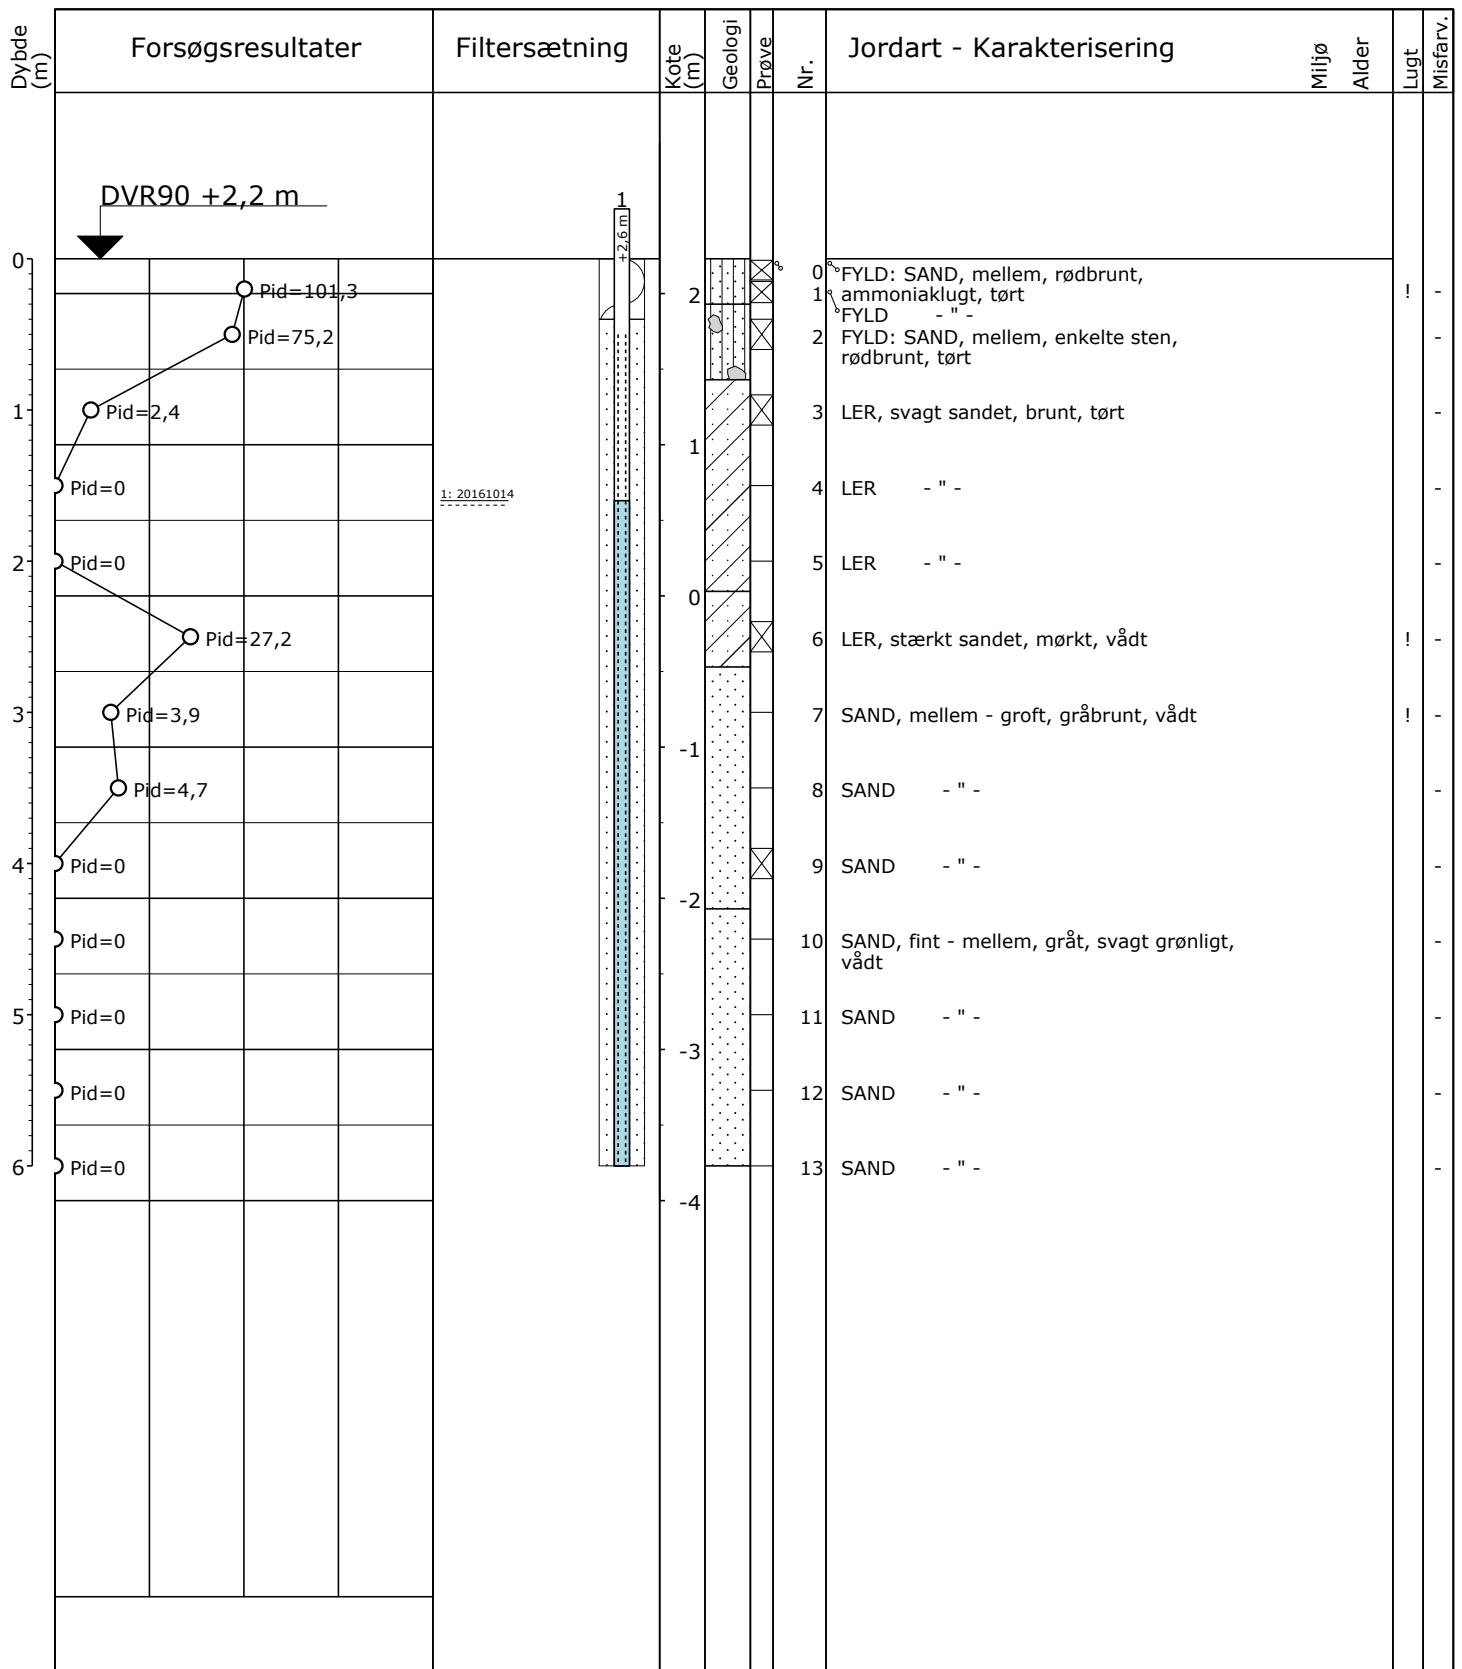 Dybde (m)
Forsøgsresultater
Filtersætning
Kote (m)
Geologi
Prøve
Nr.
Jordart - Karakterisering
Miljø
Alder
Lugt
Misfarv.
DVR90 +2,2 m
1
+2,6 m
0
Pid=101,3
2
0 FYLD: SAND, mellem, rødbrunt,
1 ammoniaklugt, tørt ! -
FYLD - " -
Pid=75,2
2 FYLD: SAND, mellem, enkelte sten, -
rødbrunt, tørt
1 Pid=2,4 3 LER, svagt sandet, brunt, tørt -
1
Pid=0 1: 20161014 4 LER - " - -
2 Pid=0 5 LER - " - -
0
Pid=27,2 6 LER, stærkt sandet, mørkt, vådt ! -
3 Pid=3,9 7 SAND, mellem - groft, gråbrunt, vådt ! -
-1
Pid=4,7 8 SAND - " - -
4 Pid=0 9 SAND - " - -
-2
Pid=0 10 SAND, fint - mellem, gråt, svagt grønligt, -
vådt
5 Pid=0 11 SAND - " - -
-3
Pid=0 12 SAND - " - -
6 Pid=0 13 SAND - " - -
-4